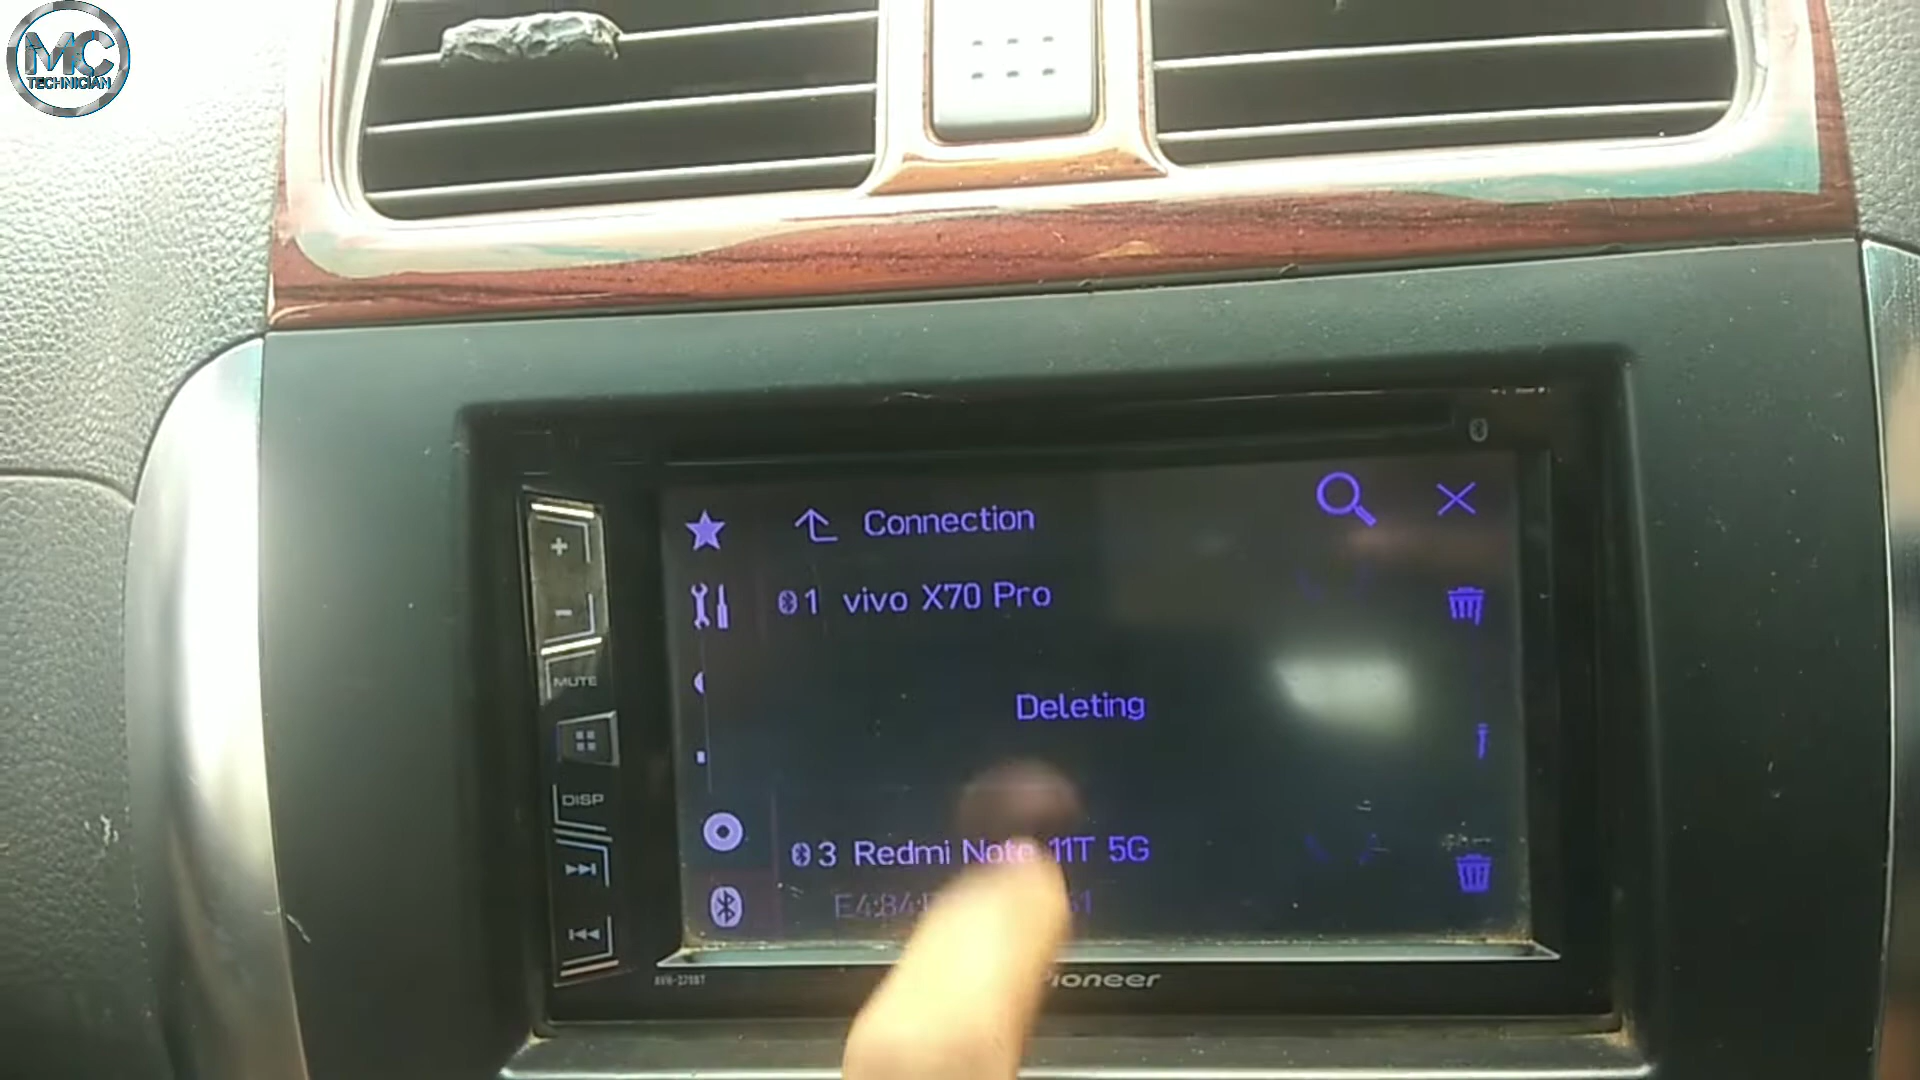 MC
TECHNICIAN
Connection
1 vivo X70 Pro
Deleting
3 Redmi Note 11T 5G
+
-
MUTE
DISP
Pioneer